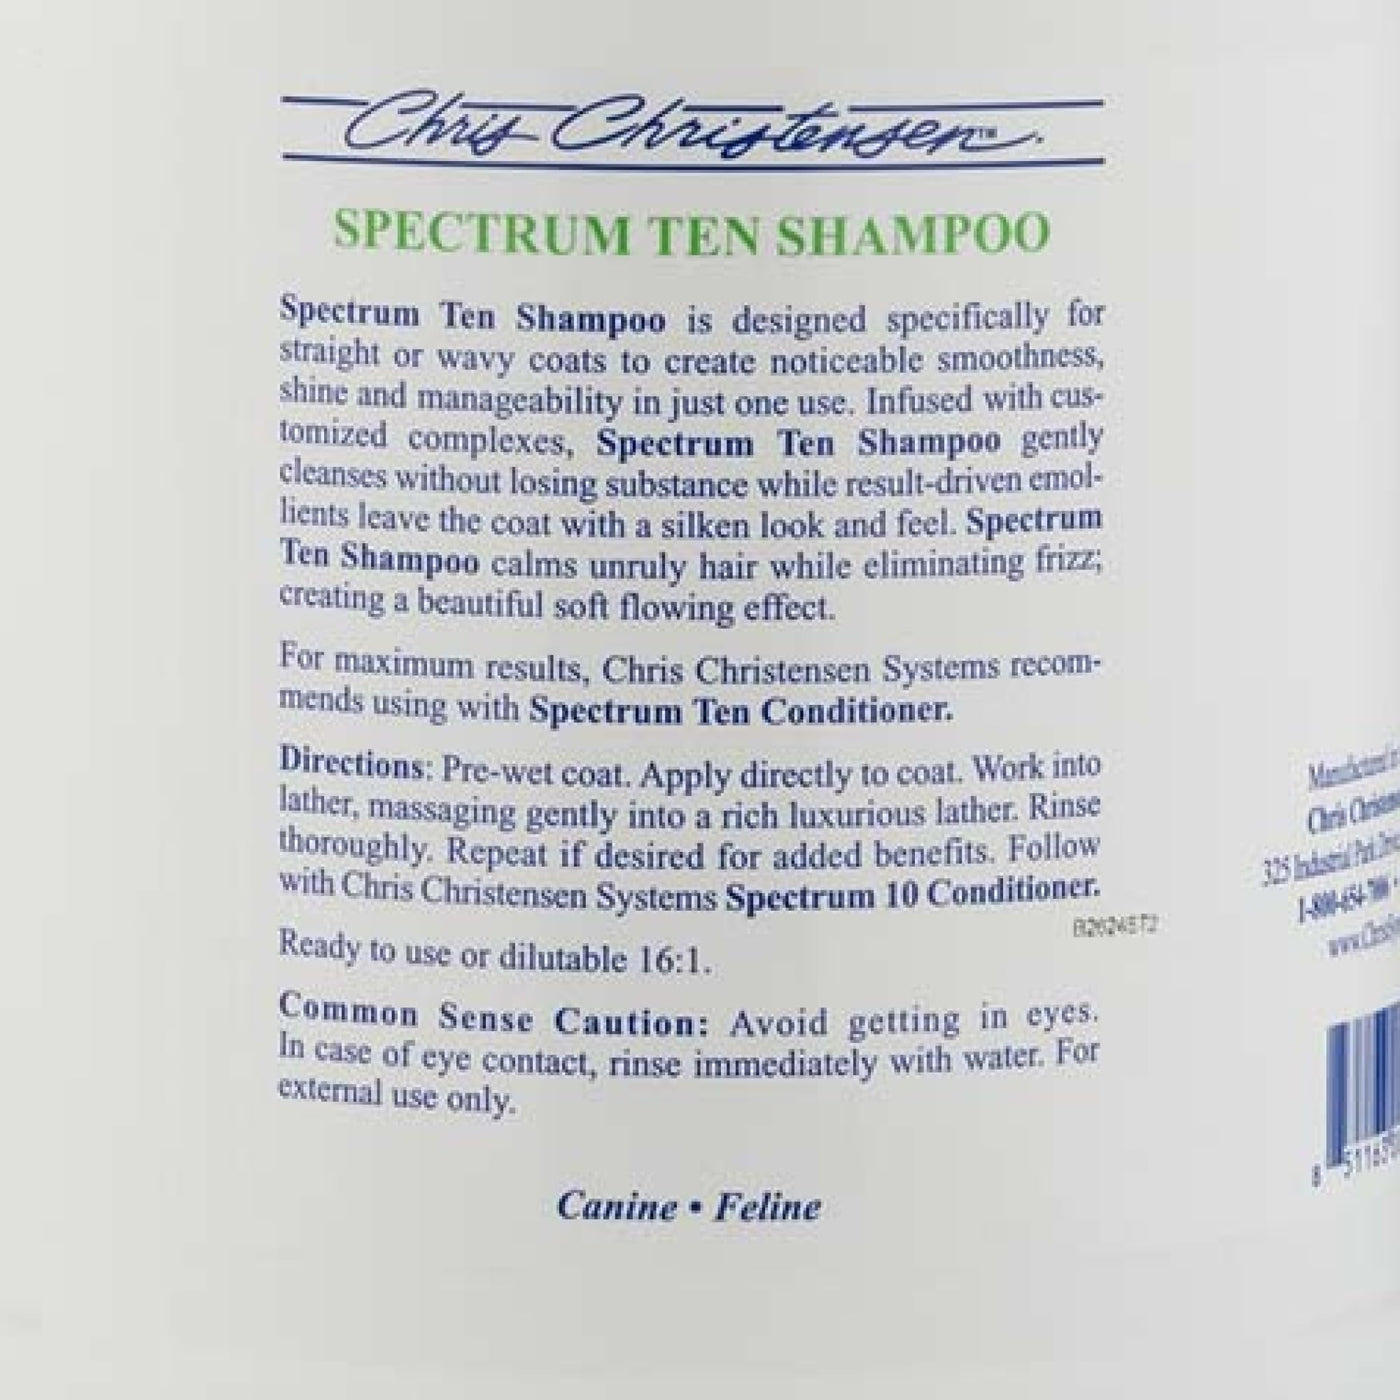 Chris Christensen™
SPECTRUM TEN SHAMPOO
Spectrum Ten Shampoo is designed specifically for
straight or wavy coats to create noticeable smoothness,
shine and manageability in just one use. Infused with cus-
tomized complexes, Spectrum Ten Shampoo gently
cleanses without losing substance while result-driven emol-
lients leave the coat with a silken look and feel. Spectrum
Ten Shampoo calms unruly hair while eliminating frizz;
creating a beautiful soft flowing effect.
For maximum results, Chris Christensen Systems recom-
mends using with Spectrum Ten Conditioner.
Directions: Pre-wet coat. Apply directly to coat. Work into
lather, massaging gently into a rich luxurious lather. Rinse
thoroughly. Repeat if desired for added benefits. Follow
with Chris Christensen Systems Spectrum 10 Conditioner.
Ready to use or dilutable 16:1.
Common Sense Caution: Avoid getting in eyes.
In case of eye contact, rinse immediately with water. For
external use only.
Canine • Feline
Manufactured
Chris
325 Industrial Park